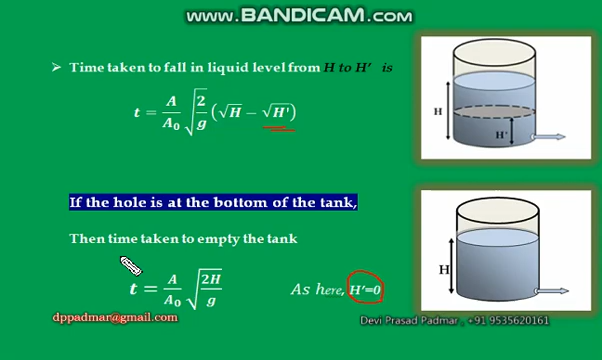 WWW.BANDICAM.COM
➢ Time taken to fall in liquid level from H to H' is
t = A/A₀ √(2/g) (√H − √H')
H
H'
If the hole is at the bottom of the tank,
Then time taken to empty the tank
t = A/A₀ √(2H/g) As here, H'=0
H
dppadmar@gmail.com Devi Prasad Padmar , +91 9535620161